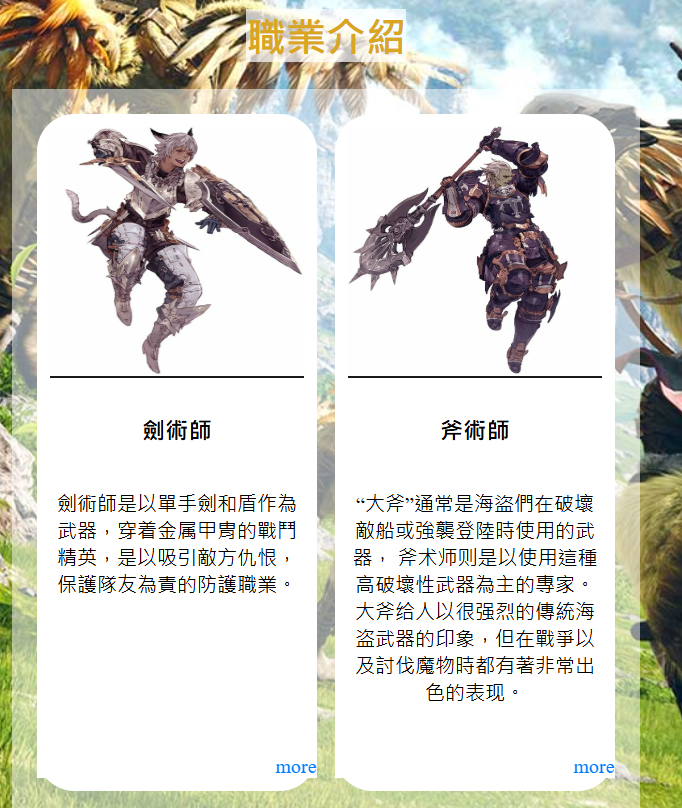 職業介紹
劍術師
劍術師是以單手劍和盾作為
武器，穿着金属甲冑的戰鬥
精英，是以吸引敵方仇恨，
保護隊友為責的防護職業。
more
斧術師
“大斧”通常是海盜們在破壞
敵船或強襲登陸時使用的武
器， 斧术师则是以使用這種
高破壞性武器為主的專家。
大斧给人以很强烈的傳統海
盗武器的印象，但在戰爭以
及討伐魔物時都有著非常出
色的表现。
more